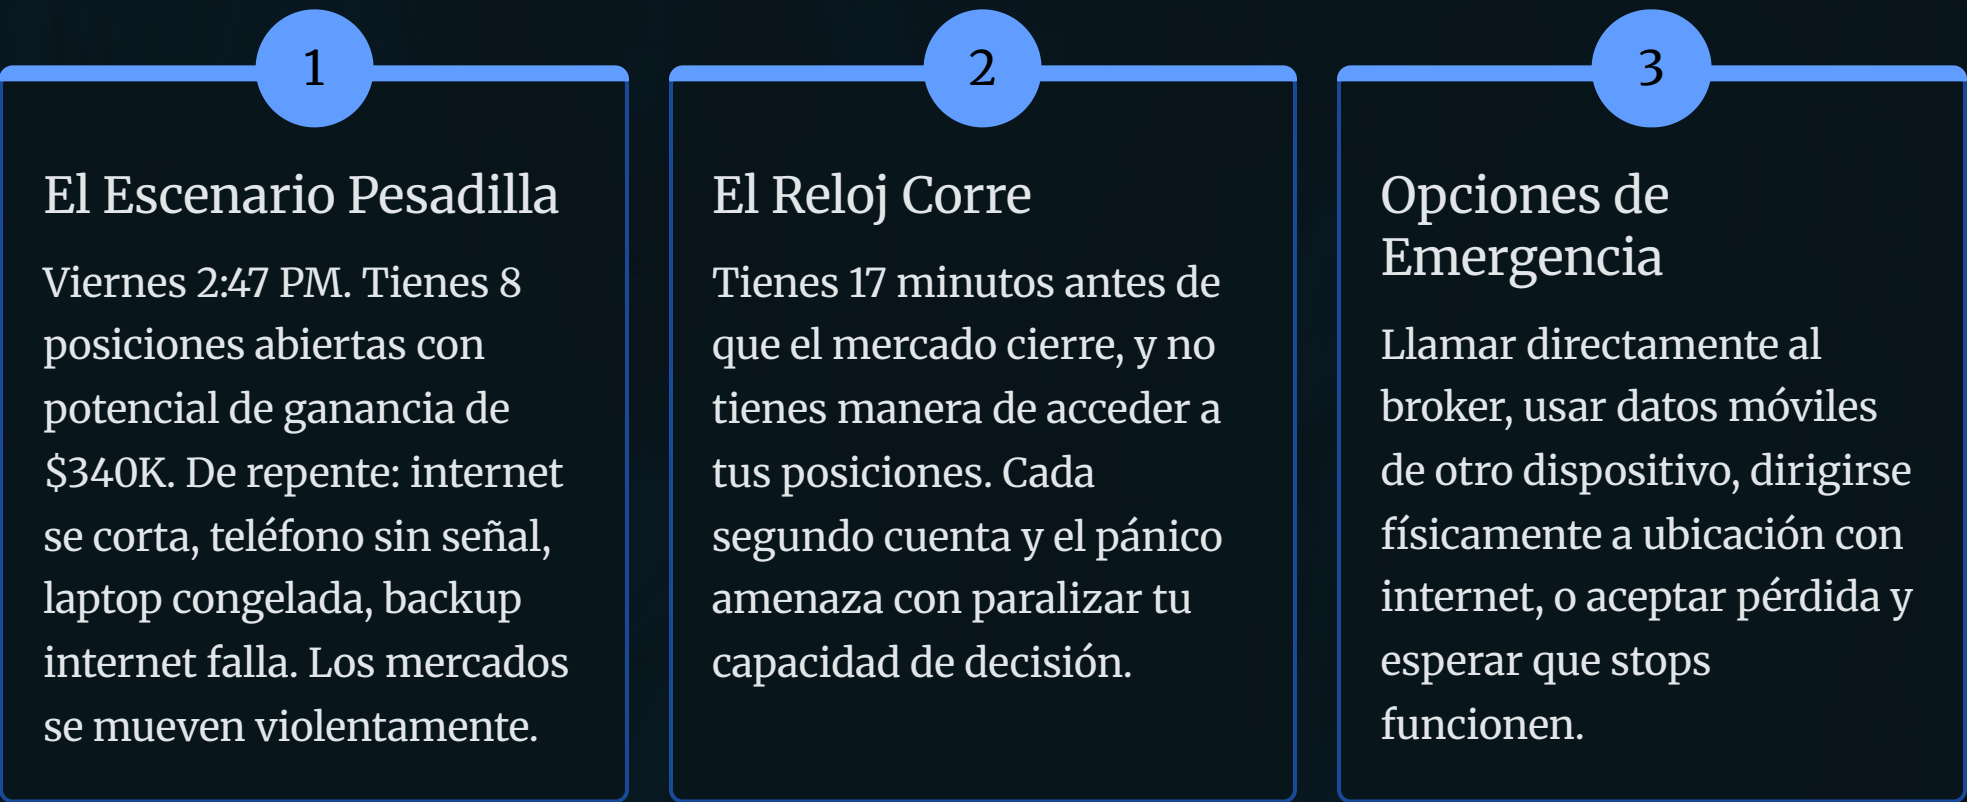 1
El Escenario Pesadilla
Viernes 2:47 PM. Tienes 8
posiciones abiertas con
potencial de ganancia de
$340K. De repente: internet
se corta, teléfono sin señal,
laptop congelada, backup
internet falla. Los mercados
se mueven violentamente.
2
El Reloj Corre
Tienes 17 minutos antes de
que el mercado cierre, y no
tienes manera de acceder a
tus posiciones. Cada
segundo cuenta y el pánico
amenaza con paralizar tu
capacidad de decisión.
3
Opciones de
Emergencia
Llamar directamente al
broker, usar datos móviles
de otro dispositivo, dirigirse
físicamente a ubicación con
internet, o aceptar pérdida y
esperar que stops
funcionen.